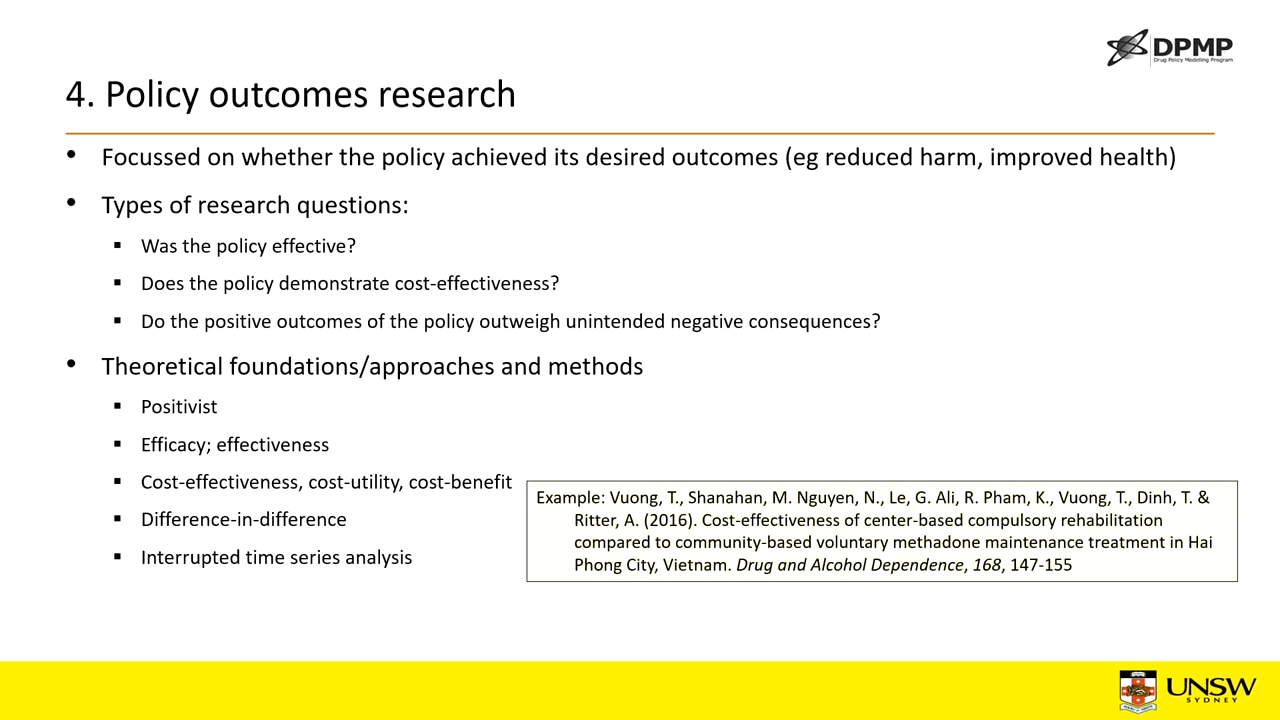 DPMP
Drug Policy Modelling Program
4. Policy outcomes research
• Focussed on whether the policy achieved its desired outcomes (eg reduced harm, improved health)
• Types of research questions:
▪ Was the policy effective?
▪ Does the policy demonstrate cost-effectiveness?
▪ Do the positive outcomes of the policy outweigh unintended negative consequences?
• Theoretical foundations/approaches and methods
▪ Positivist
▪ Efficacy; effectiveness
▪ Cost-effectiveness, cost-utility, cost-benefit
▪ Difference-in-difference
▪ Interrupted time series analysis
Example: Vuong, T., Shanahan, M. Nguyen, N., Le, G. Ali, R. Pham, K., Vuong, T., Dinh, T. &
Ritter, A. (2016). Cost-effectiveness of center-based compulsory rehabilitation
compared to community-based voluntary methadone maintenance treatment in Hai
Phong City, Vietnam. Drug and Alcohol Dependence, 168, 147-155
UNSW
SYDNEY